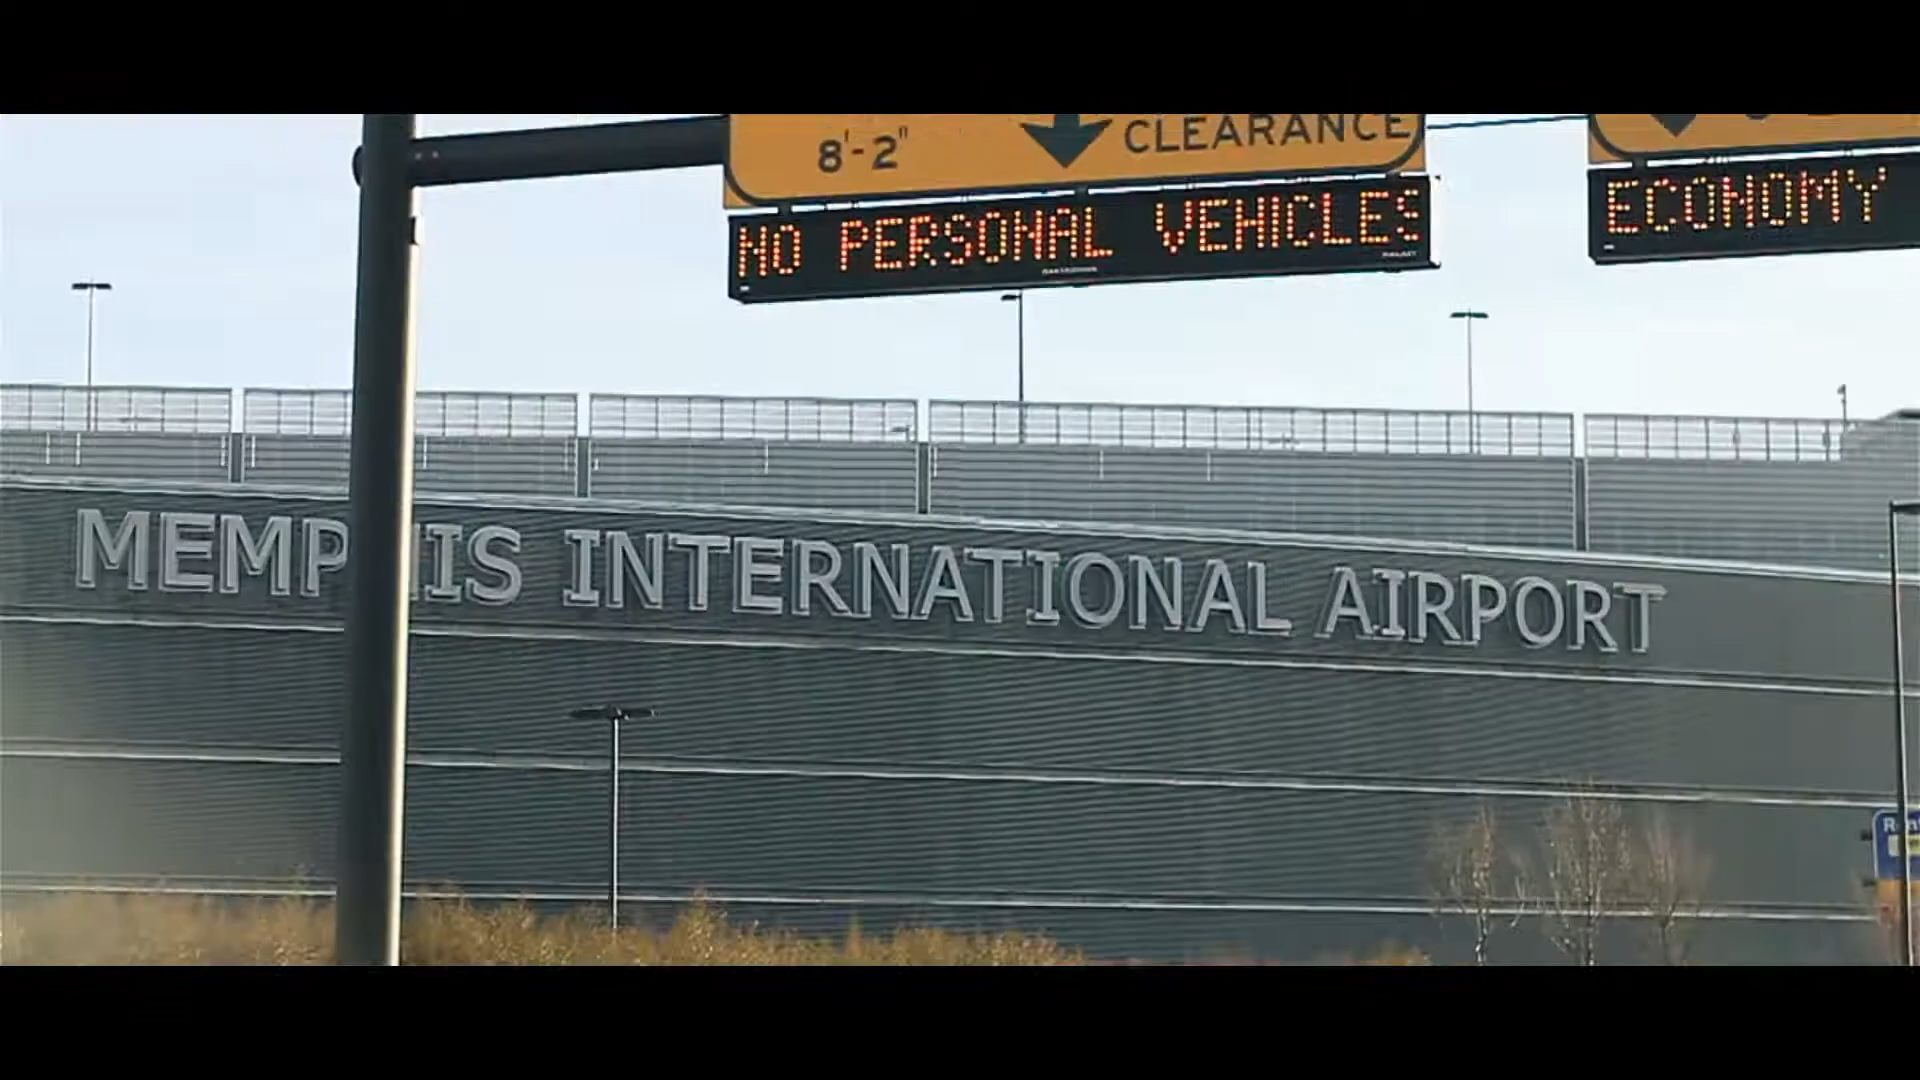 8'-2" CLEARANCE
NO PERSONAL VEHICLES
ECONOMY
MEMPHIS INTERNATIONAL AIRPORT